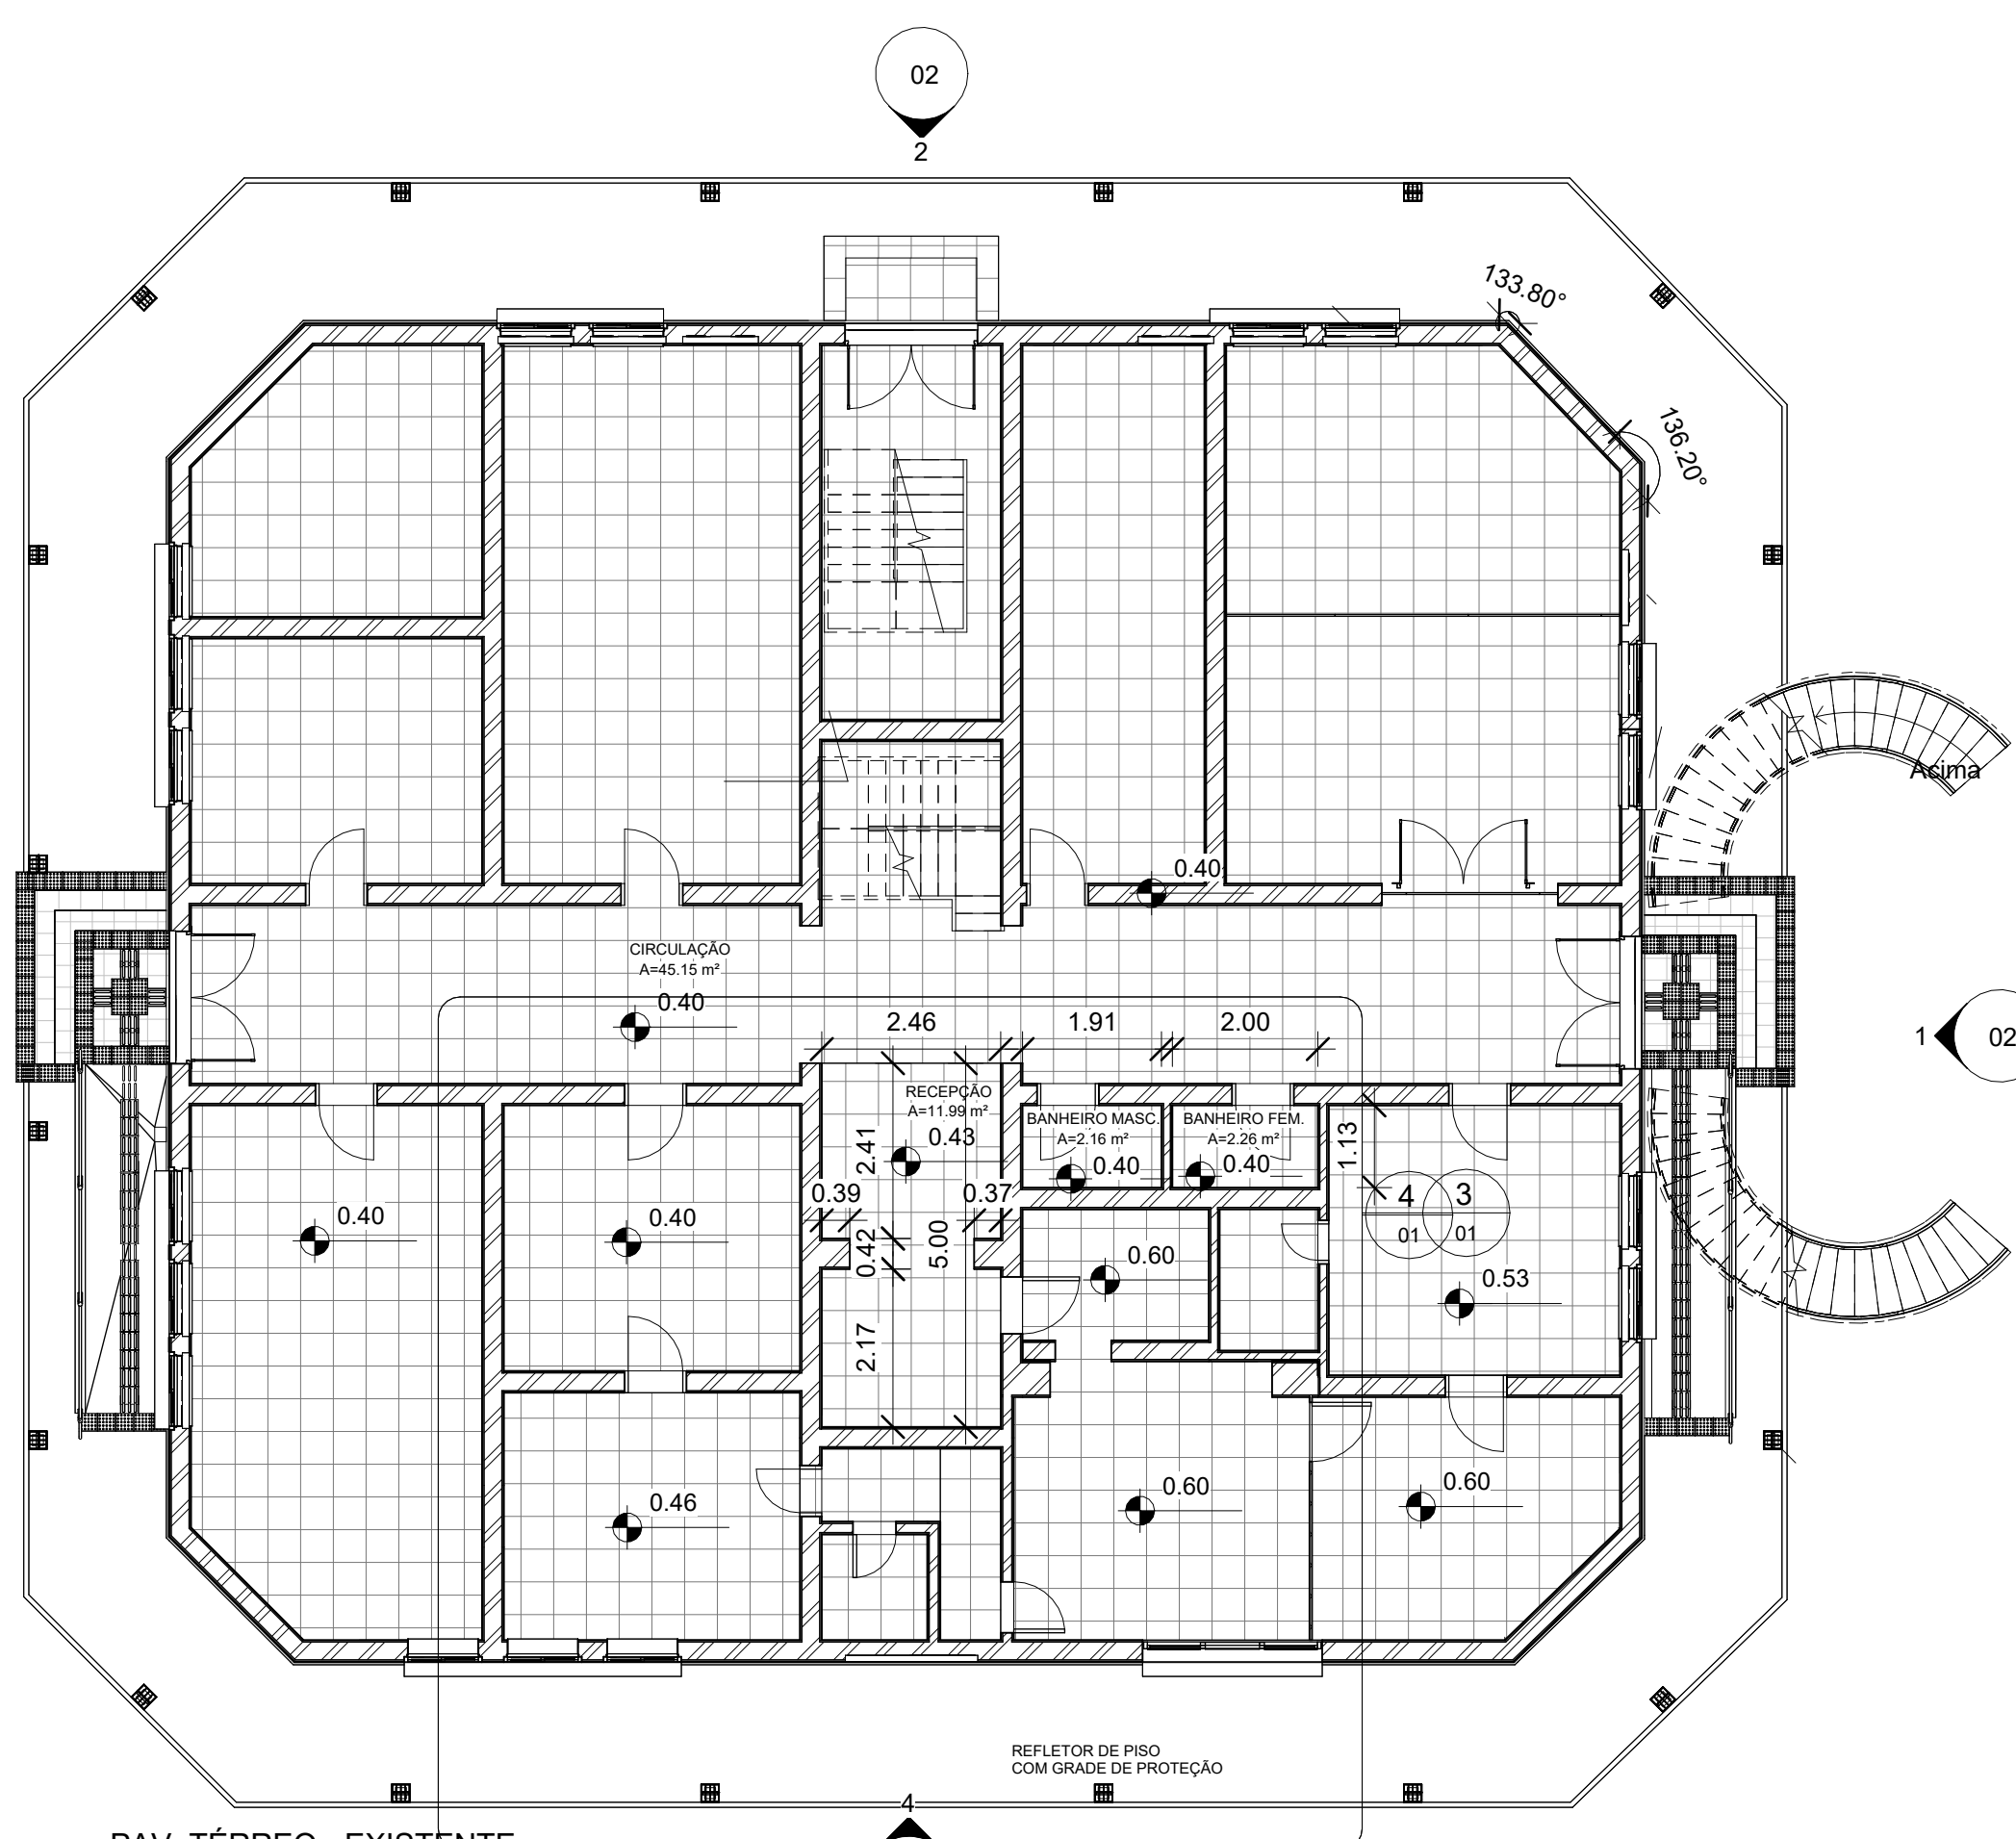 02
2
133.80°
136.20°
Acima
0.40
CIRCULAÇÃO
A=45.15 m²
0.40
2.46
1.91
2.00
1
02
RECEPÇÃO
A=11.99 m²
0.43
BANHEIRO MASC.
A=2.16 m²
0.40
BANHEIRO FEM.
A=2.26 m²
0.40
1.13
2.41
0.39
0.37
4
01
3
01
0.40
0.40
0.42
5.00
0.60
0.53
2.17
0.46
0.60
0.60
REFLETOR DE PISO
COM GRADE DE PROTEÇÃO
4
PAV. TÉRREO - EXISTENTE